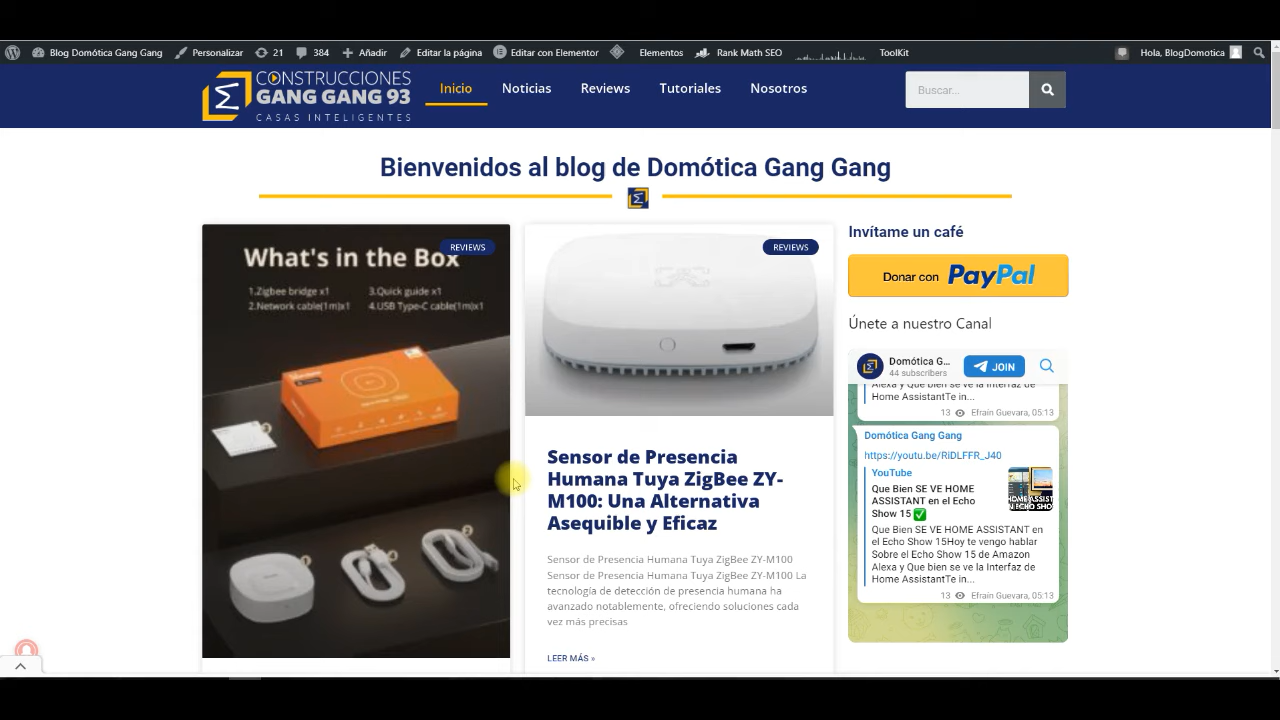 Blog Domótica Gang Gang
Personalizar
21
384
Añadir
Editar la página
Editar con Elementor
Elementos
Rank Math SEO
ToolKit
Hola, BlogDomotica
CONSTRUCCIONES
GANG GANG 93
CASAS INTELIGENTES
Inicio
Noticias
Reviews
Tutoriales
Nosotros
Buscar...
Bienvenidos al blog de Domótica Gang Gang
REVIEWS
What's in the Box
1.Zigbee bridge x1
3.Quick guide x1
2.Network cable(1m)x1
4.USB Type-C cable(1m)x1
REVIEWS
Sensor de Presencia
Humana Tuya ZigBee ZY-
M100: Una Alternativa
Asequible y Eficaz
Sensor de Presencia Humana Tuya ZigBee ZY-M100
Sensor de Presencia Humana Tuya ZigBee ZY-M100 La
tecnología de detección de presencia humana ha
avanzado notablemente, ofreciendo soluciones cada
vez más precisas
LEER MÁS »
Invítame un café
Donar con PayPal
Únete a nuestro Canal
Domótica G...
44 subscribers
JOIN
Alexa y Que bien se ve la Interfaz de
Home AssistantTe in...
13 Efraín Guevara, 05:13
Domótica Gang Gang
https://youtu.be/RiDLFFR_J40
YouTube
Que Bien SE VE HOME
ASSISTANT en el Echo
Show 15 ✅
Que Bien SE VE HOME ASSISTANT en
el Echo Show 15Hoy te vengo hablar
Sobre el Echo Show 15 de Amazon
Alexa y Que bien se ve la Interfaz de
Home AssistantTe in...
13 Efraín Guevara, 05:13